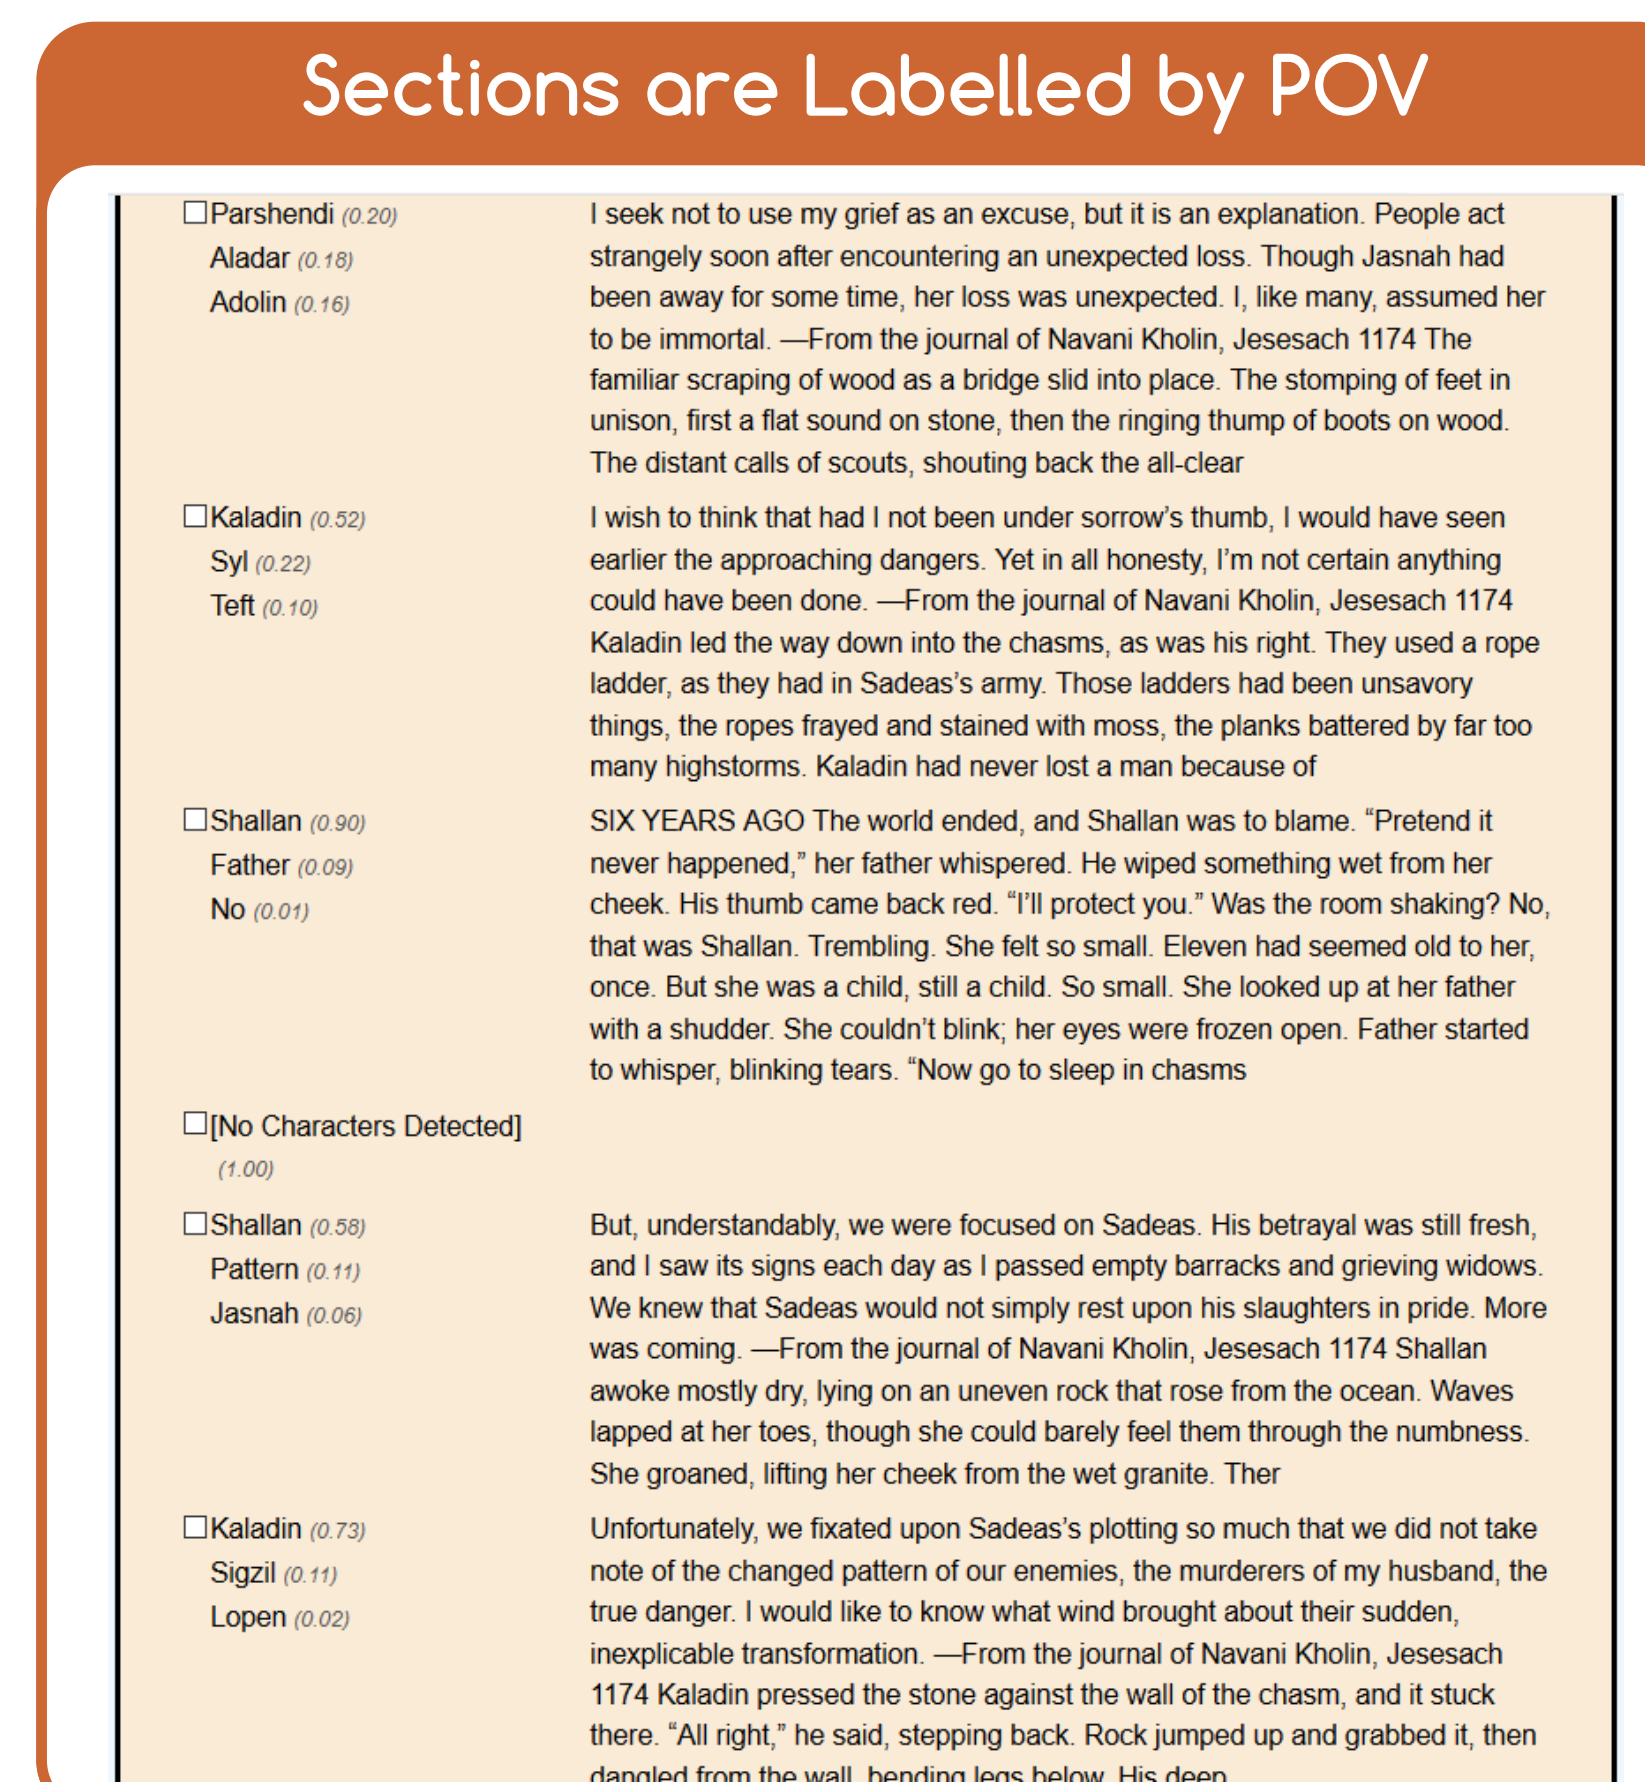 Sections are Labelled by POV
Parshendi (0.20)
Aladar (0.18)
Adolin (0.16)
I seek not to use my grief as an excuse, but it is an explanation. People act
strangely soon after encountering an unexpected loss. Though Jasnah had
been away for some time, her loss was unexpected. I, like many, assumed her
to be immortal. —From the journal of Navani Kholin, Jesesach 1174 The
familiar scraping of wood as a bridge slid into place. The stomping of feet in
unison, first a flat sound on stone, then the ringing thump of boots on wood.
The distant calls of scouts, shouting back the all-clear
Kaladin (0.52)
Syl (0.22)
Teft (0.10)
I wish to think that had I not been under sorrow’s thumb, I would have seen
earlier the approaching dangers. Yet in all honesty, I’m not certain anything
could have been done. —From the journal of Navani Kholin, Jesesach 1174
Kaladin led the way down into the chasms, as was his right. They used a rope
ladder, as they had in Sadeas’s army. Those ladders had been unsavory
things, the ropes frayed and stained with moss, the planks battered by far too
many highstorms. Kaladin had never lost a man because of
Shallan (0.90)
Father (0.09)
No (0.01)
SIX YEARS AGO The world ended, and Shallan was to blame. “Pretend it
never happened,” her father whispered. He wiped something wet from her
cheek. His thumb came back red. “I’ll protect you.” Was the room shaking? No,
that was Shallan. Trembling. She felt so small. Eleven had seemed old to her,
once. But she was a child, still a child. So small. She looked up at her father
with a shudder. She couldn’t blink; her eyes were frozen open. Father started
to whisper, blinking tears. “Now go to sleep in chasms
[No Characters Detected]
(1.00)
Shallan (0.58)
Pattern (0.11)
Jasnah (0.06)
But, understandably, we were focused on Sadeas. His betrayal was still fresh,
and I saw its signs each day as I passed empty barracks and grieving widows.
We knew that Sadeas would not simply rest upon his slaughters in pride. More
was coming. —From the journal of Navani Kholin, Jesesach 1174 Shallan
awoke mostly dry, lying on an uneven rock that rose from the ocean. Waves
lapped at her toes, though she could barely feel them through the numbness.
She groaned, lifting her cheek from the wet granite. Ther
Kaladin (0.73)
Sigzil (0.11)
Lopen (0.02)
Unfortunately, we fixated upon Sadeas’s plotting so much that we did not take
note of the changed pattern of our enemies, the murderers of my husband, the
true danger. I would like to know what wind brought about their sudden,
inexplicable transformation. —From the journal of Navani Kholin, Jesesach
1174 Kaladin pressed the stone against the wall of the chasm, and it stuck
there. “All right,” he said, stepping back. Rock jumped up and grabbed it, then
dangled from the wall, bending legs below. His deep